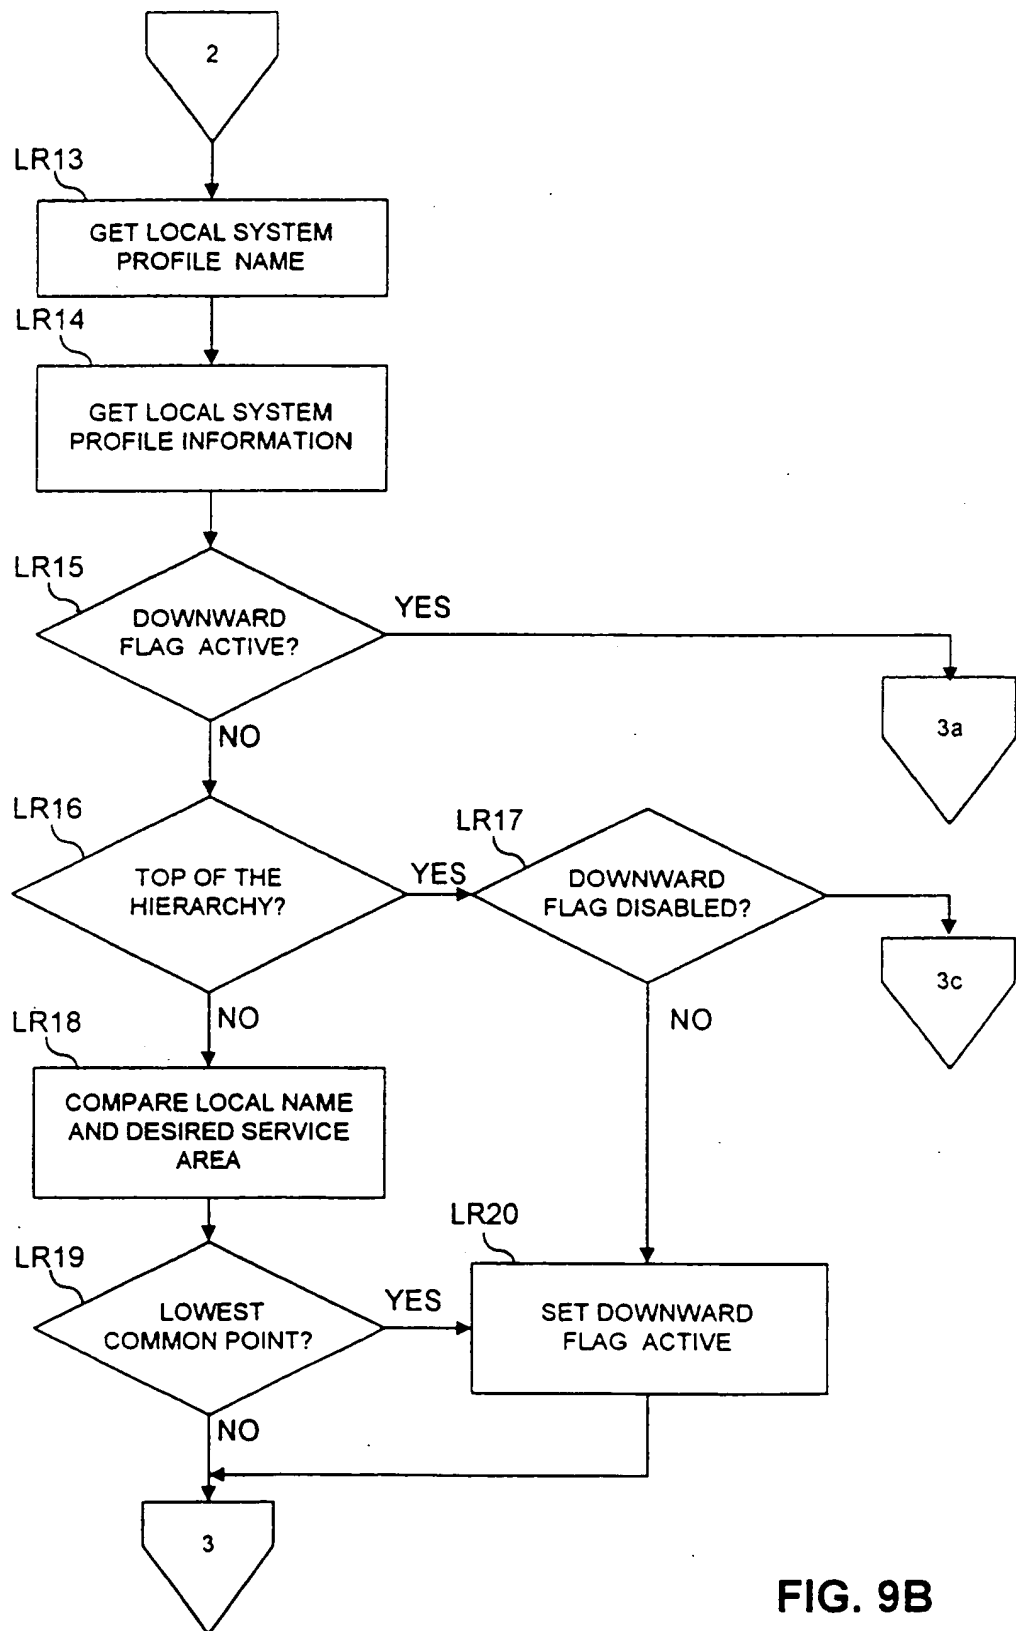 2
LR13
GET LOCAL SYSTEM
PROFILE NAME
LR14
GET LOCAL SYSTEM
PROFILE INFORMATION
LR15
DOWNWARD
FLAG ACTIVE?
YES
3a
NO
LR16
TOP OF THE
HIERARCHY?
YES
LR17
DOWNWARD
FLAG DISABLED?
3c
NO
NO
LR18
COMPARE LOCAL NAME
AND DESIRED SERVICE
AREA
LR19
LOWEST
COMMON POINT?
YES
LR20
SET DOWNWARD
FLAG ACTIVE
NO
3
FIG. 9B